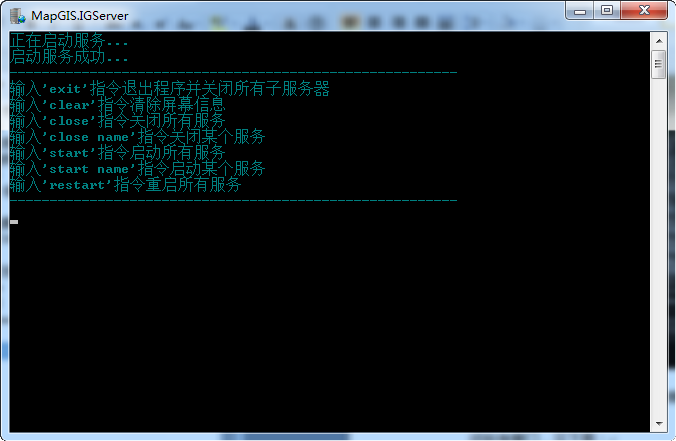 MapGIS.IGServer
正在启动服务...
启动服务成功...
--------------------------------------------------------
输入'exit'指令退出程序并关闭所有子服务器
输入'clear'指令清除屏幕信息
输入'close'指令关闭所有服务
输入'close name'指令关闭某个服务
输入'start'指令启动所有服务
输入'start name'指令启动某个服务
输入'restart'指令重启所有服务
--------------------------------------------------------